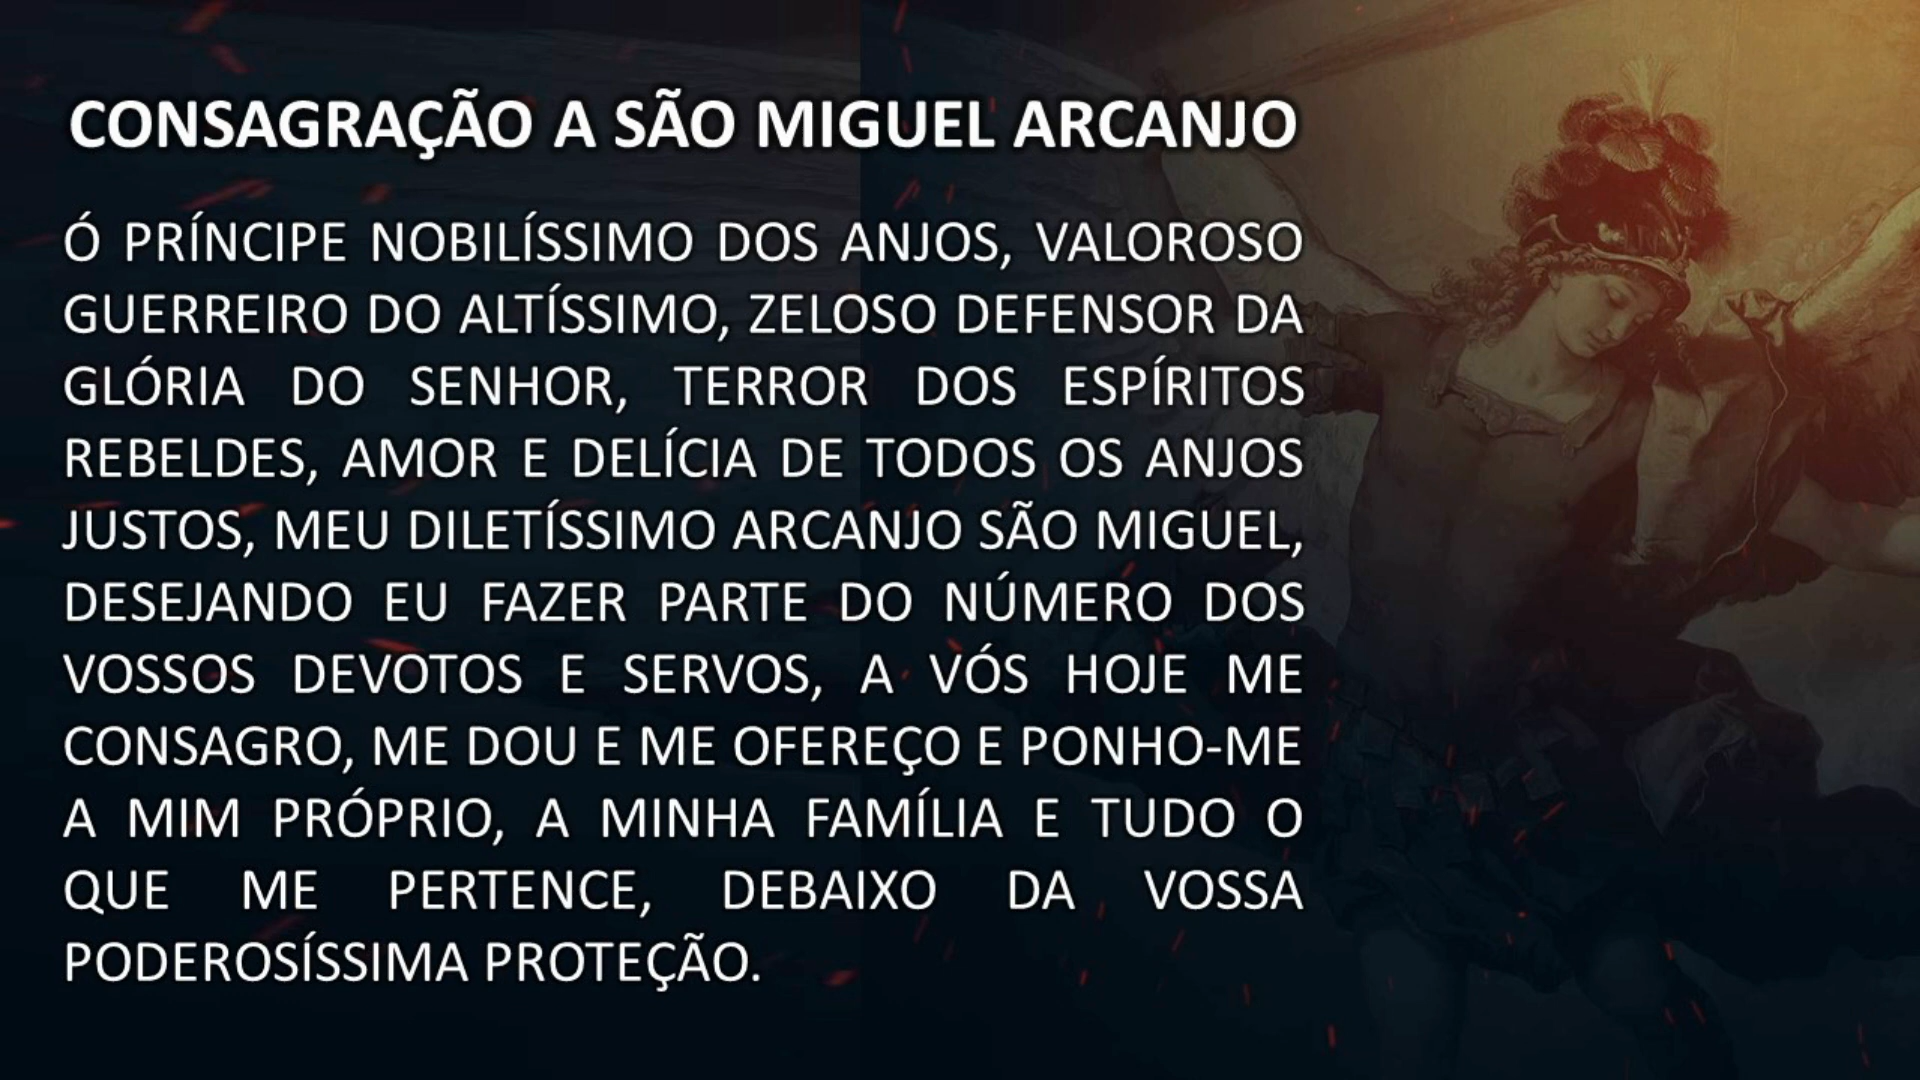 CONSAGRAÇÃO A SÃO MIGUEL ARCANJO
Ó PRÍNCIPE NOBILÍSSIMO DOS ANJOS, VALOROSO
GUERREIRO DO ALTÍSSIMO, ZELOSO DEFENSOR DA
GLÓRIA DO SENHOR, TERROR DOS ESPÍRITOS
REBELDES, AMOR E DELÍCIA DE TODOS OS ANJOS
JUSTOS, MEU DILETÍSSIMO ARCANJO SÃO MIGUEL,
DESEJANDO EU FAZER PARTE DO NÚMERO DOS
VOSSOS DEVOTOS E SERVOS, A VÓS HOJE ME
CONSAGRO, ME DOU E ME OFEREÇO E PONHO-ME
A MIM PRÓPRIO, A MINHA FAMÍLIA E TUDO O
QUE ME PERTENCE, DEBAIXO DA VOSSA
PODEROSÍSSIMA PROTEÇÃO.